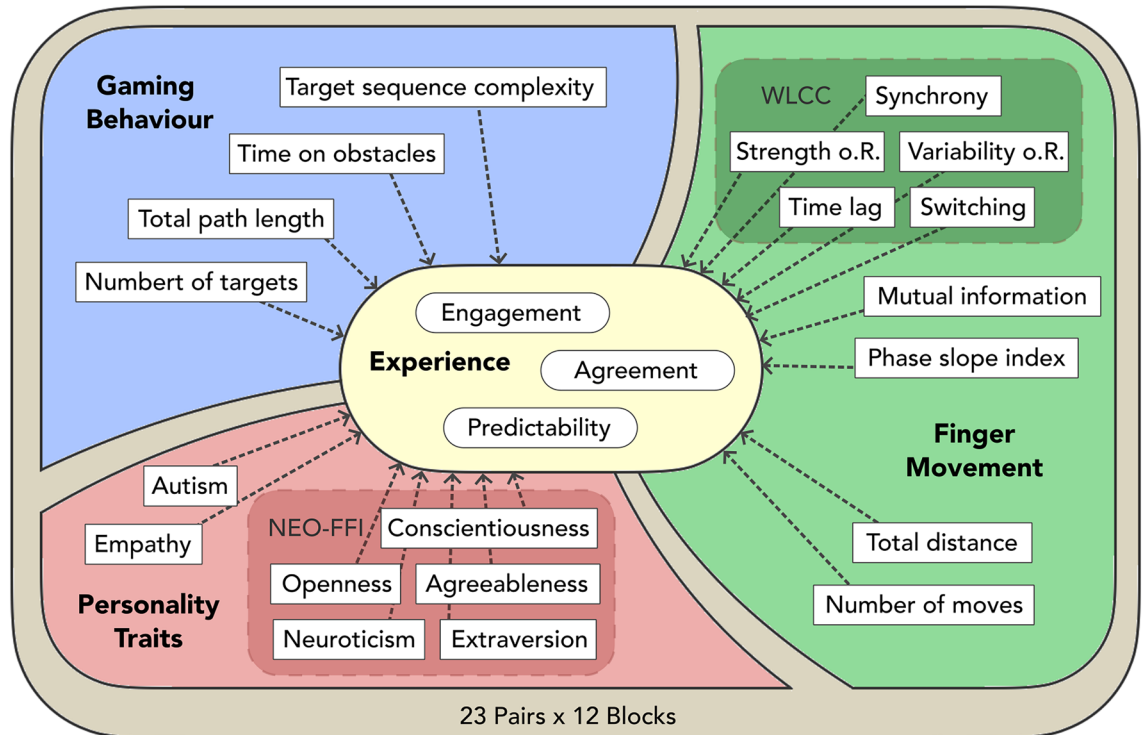 Gaming
Behaviour
Target sequence complexity
Time on obstacles
Total path length
Numbert of targets
WLCC
Synchrony
Strength o.R.
Variability o.R.
Time lag
Switching
Mutual information
Phase slope index
Finger
Movement
Total distance
Number of moves
Engagement
Experience
Agreement
Predictability
Autism
Empathy
Personality
Traits
NEO-FFI
Conscientiousness
Openness
Agreeableness
Neuroticism
Extraversion
23 Pairs x 12 Blocks